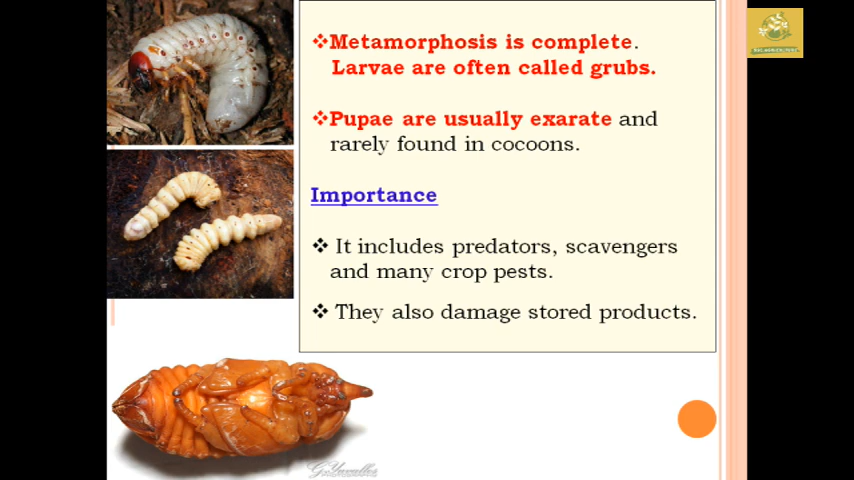 ❖Metamorphosis is complete.
Larvae are often called grubs.
❖Pupae are usually exarate and
rarely found in cocoons.
Importance
❖ It includes predators, scavengers
and many crop pests.
❖ They also damage stored products.